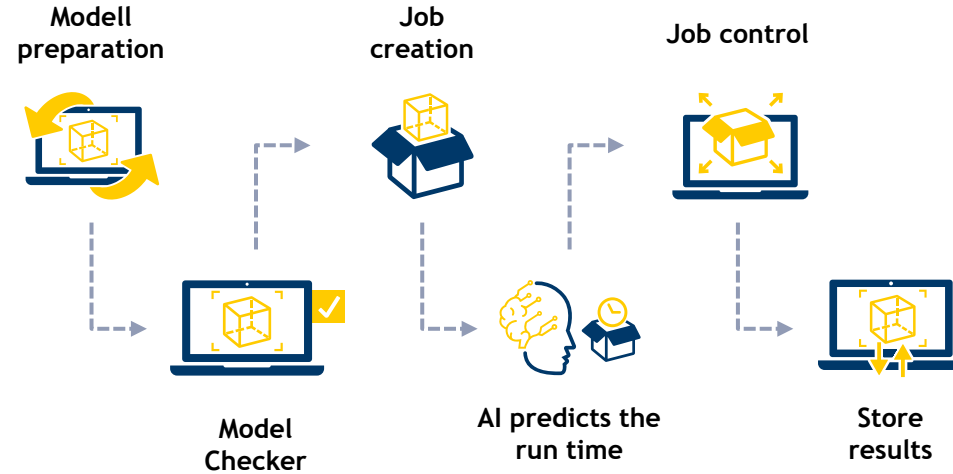 Modell
preparation
Job
creation
Job control
Model
Checker
AI predicts the
run time
Store
results